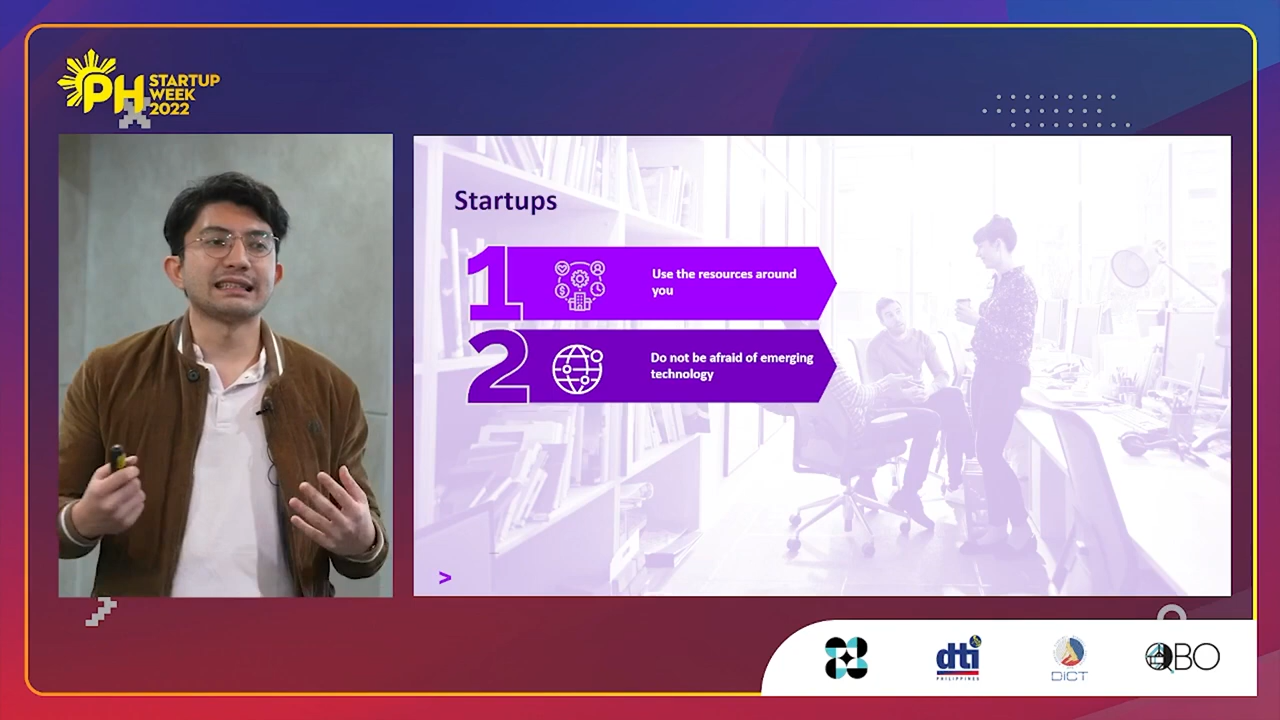 PH
STARTUP
WEEK
2022
Startups
1
Use the resources around
you
2
Do not be afraid of emerging
technology
>
dti
PHILIPPINES
DICT
QBO